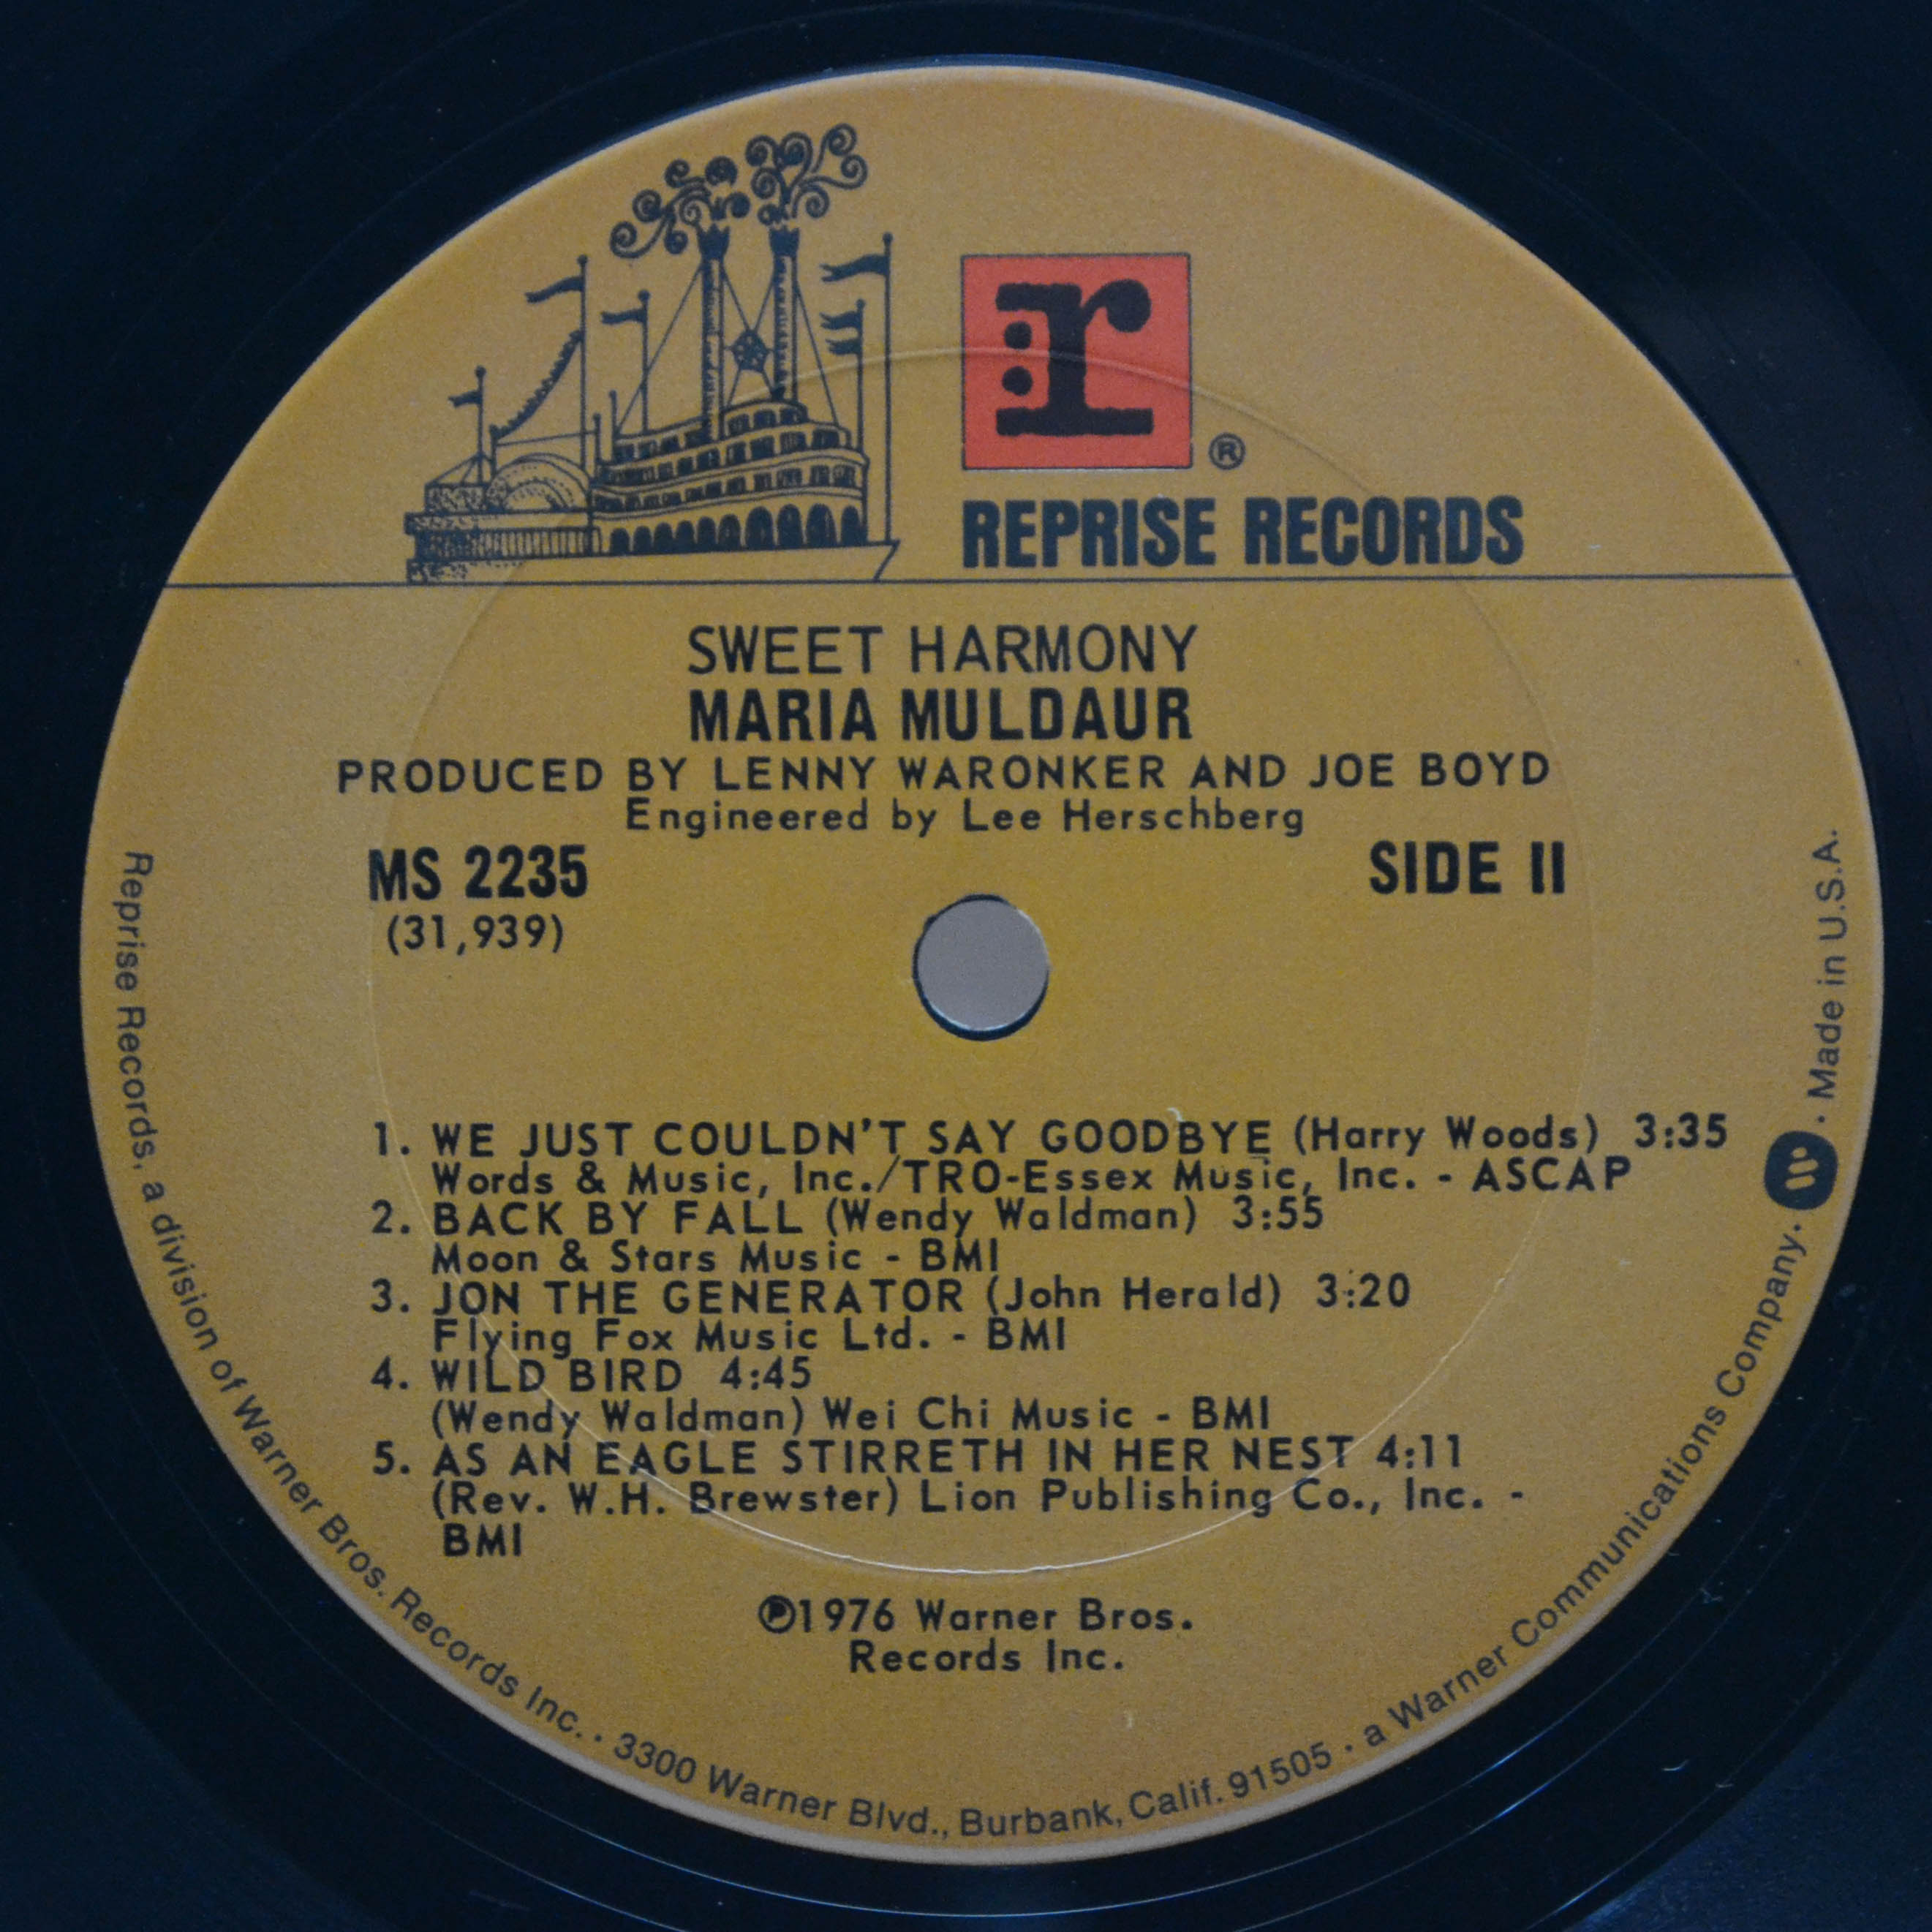 r
®
REPRISE RECORDS
SWEET HARMONY
MARIA MULDAUR
PRODUCED BY LENNY WARONKER AND JOE BOYD
Engineered by Lee Herschberg
MS 2235
SIDE II
(31,939)
1. WE JUST COULDN'T SAY GOODBYE (Harry Woods) 3:35
Words & Music, Inc./TRO-Essex Music, Inc. - ASCAP
2. BACK BY FALL (Wendy Waldman) 3:55
Moon & Stars Music - BMI
3. JON THE GENERATOR (John Herald) 3:20
Flying Fox Music Ltd. - BMI
4. WILD BIRD 4:45
(Wendy Waldman) Wei Chi Music - BMI
5. AS AN EAGLE STIRRETH IN HER NEST 4:11
(Rev. W.H. Brewster) Lion Publishing Co., Inc. -
BMI
℗1976 Warner Bros.
Records Inc.
Reprise Records, a division of Warner Bros. Records Inc. · 3300 Warner Blvd., Burbank, Calif. 91505 · a Warner Communications Company · W · Made in U.S.A.